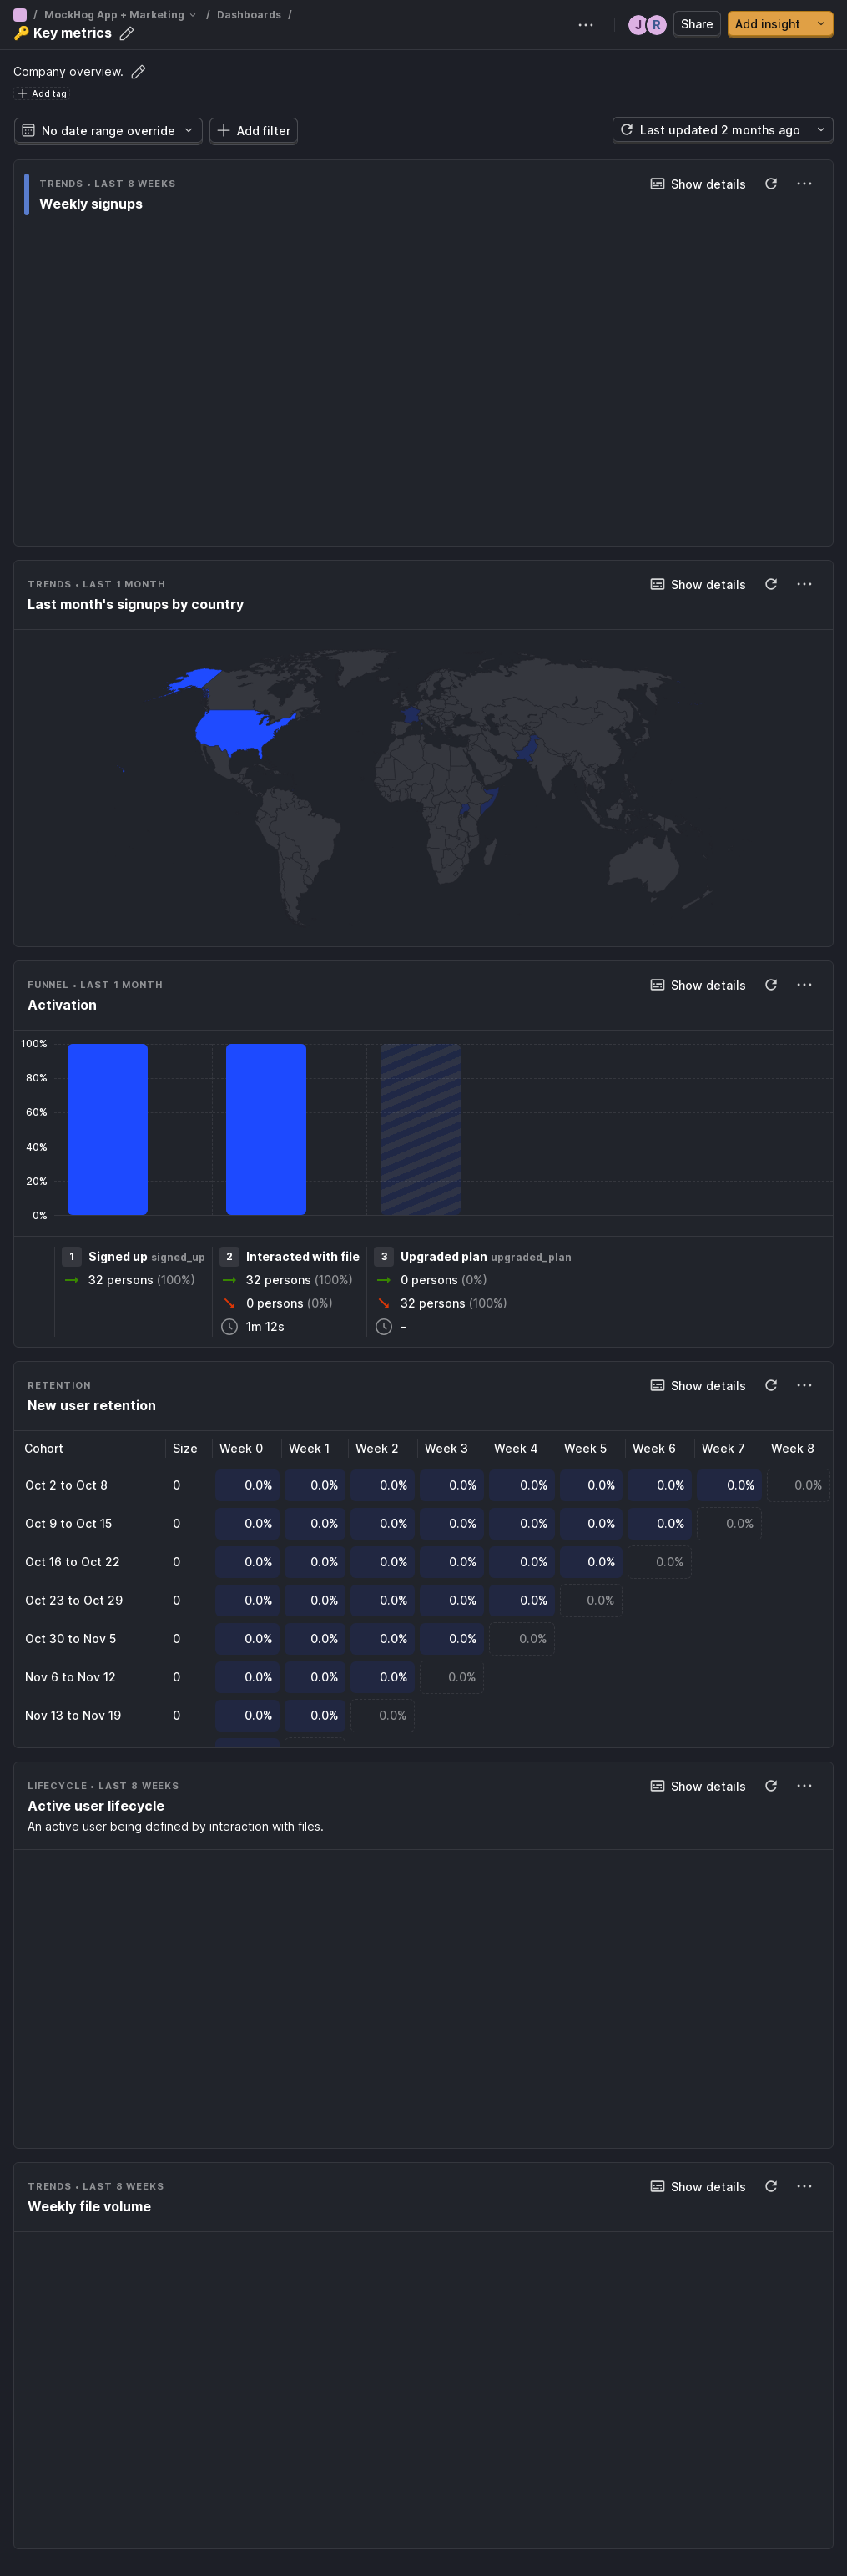 / MockHog App + Marketing / Dashboards /
🔑 Key metrics
J R Share Add insight
Company overview.
Add tag
No date range override Add filter Last updated 2 months ago
TRENDS • LAST 8 WEEKS
Weekly signups
Show details
TRENDS • LAST 1 MONTH
Last month's signups by country
Show details
FUNNEL • LAST 1 MONTH
Activation
Show details
100%
80%
60%
40%
20%
0%
1 Signed up signed_up 2 Interacted with file 3 Upgraded plan upgraded_plan
32 persons (100%) 32 persons (100%) 0 persons (0%)
0 persons (0%) 32 persons (100%)
1m 12s –
RETENTION
New user retention
Show details
Cohort Size Week 0 Week 1 Week 2 Week 3 Week 4 Week 5 Week 6 Week 7 Week 8
Oct 2 to Oct 8 0 0.0% 0.0% 0.0% 0.0% 0.0% 0.0% 0.0% 0.0% 0.0%
Oct 9 to Oct 15 0 0.0% 0.0% 0.0% 0.0% 0.0% 0.0% 0.0% 0.0%
Oct 16 to Oct 22 0 0.0% 0.0% 0.0% 0.0% 0.0% 0.0% 0.0%
Oct 23 to Oct 29 0 0.0% 0.0% 0.0% 0.0% 0.0% 0.0%
Oct 30 to Nov 5 0 0.0% 0.0% 0.0% 0.0% 0.0%
Nov 6 to Nov 12 0 0.0% 0.0% 0.0% 0.0%
Nov 13 to Nov 19 0 0.0% 0.0% 0.0%
LIFECYCLE • LAST 8 WEEKS
Active user lifecycle
An active user being defined by interaction with files.
Show details
TRENDS • LAST 8 WEEKS
Weekly file volume
Show details